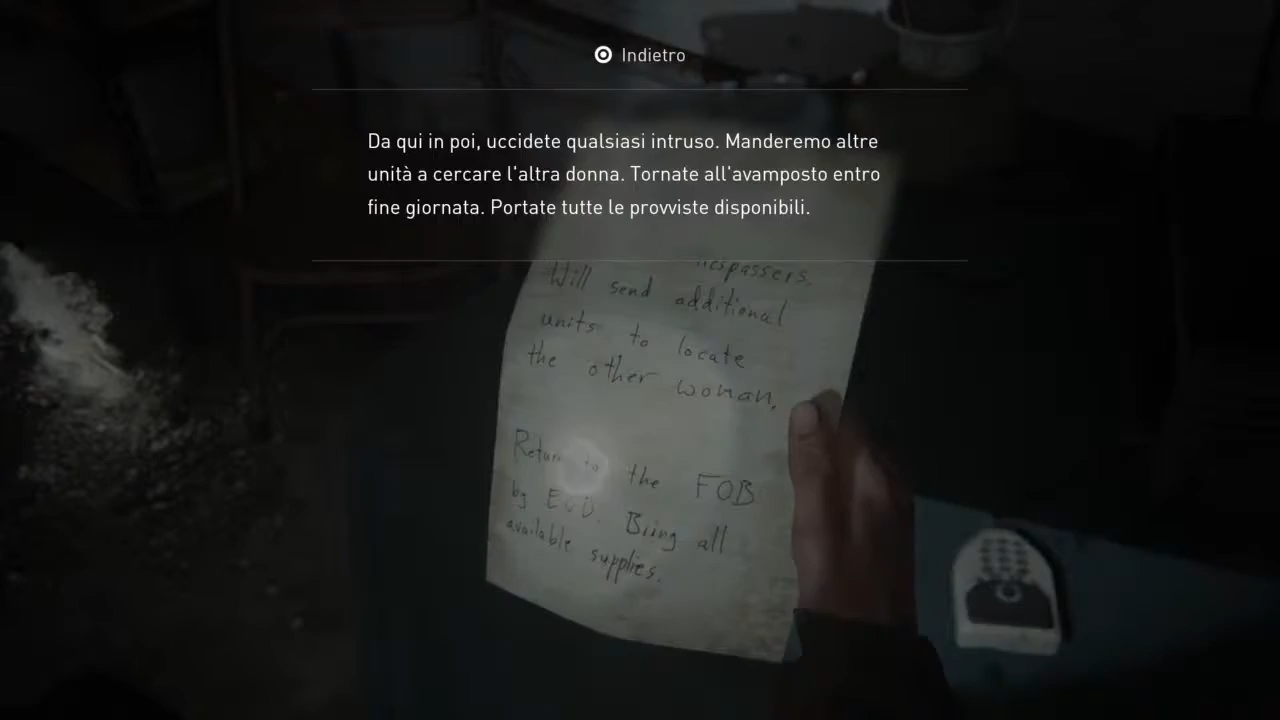 Indietro
Da qui in poi, uccidete qualsiasi intruso. Manderemo altre
unità a cercare l'altra donna. Tornate all'avamposto entro
fine giornata. Portate tutte le provviste disponibili.
Will send additional
units to locate
the other woman.
Return to the FOB
by Bring all
available supplies.